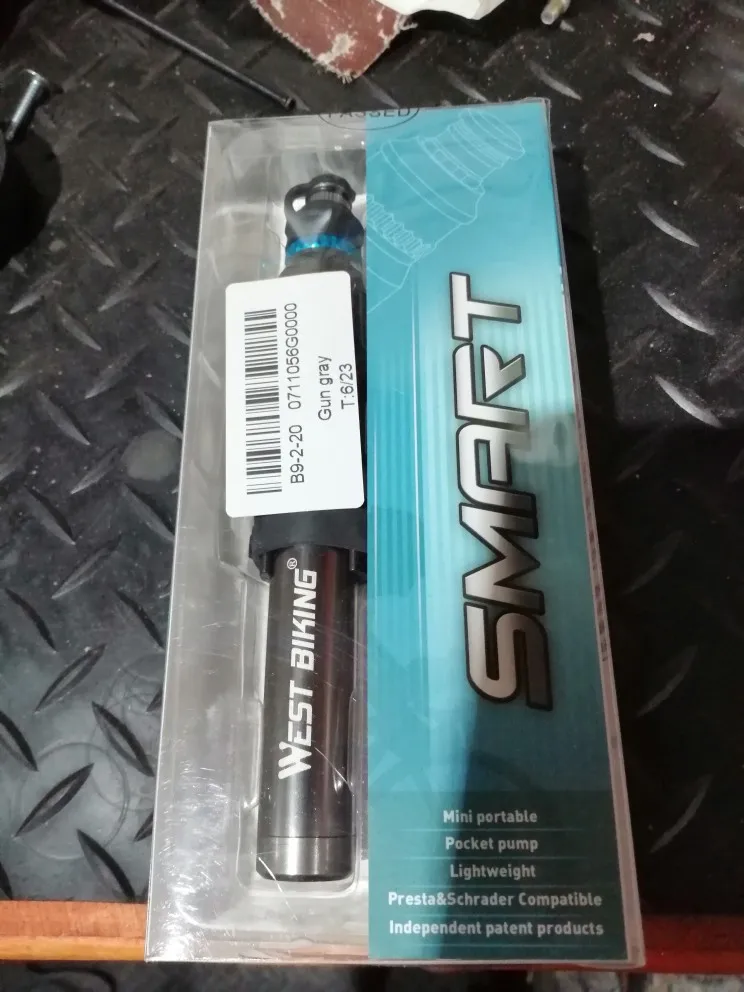 PASSED
B9-2-20 0711056G0000
Gun gray
T:6/23
WEST BIKING®
SMART
Mini portable
Pocket pump
Lightweight
Presta&Schrader Compatible
Independent patent products